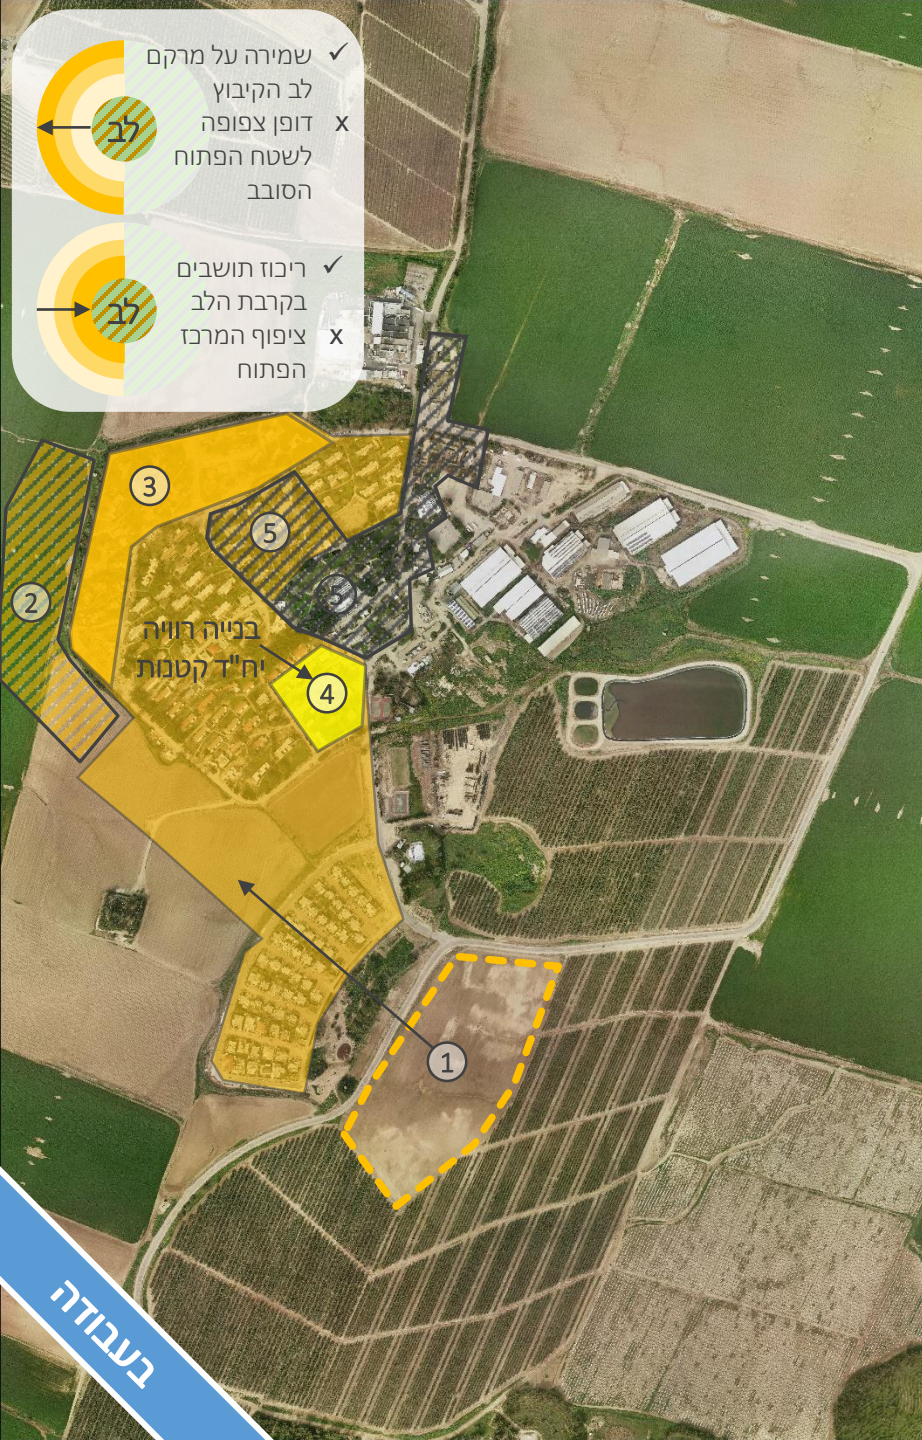 ✓ שמירה על מרקם
לב הקיבוץ
x דופן צפופה
לשטח הפתוח
הסובב
לב
✓ ריכוז תושבים
בקרבת הלב
x ציפוף המרכז
הפתוח
לב
3
5
2
בנייה רוויה
יח"ד קטנות
4
1
בעבודה